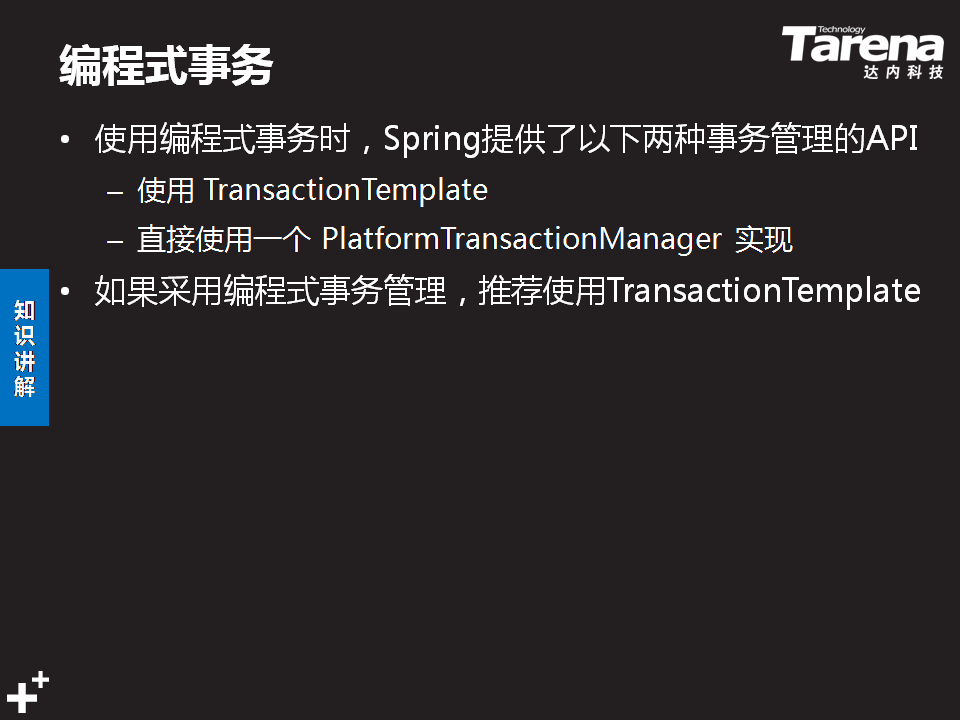 编程式事务
Technology
Tarena
达内科技
• 使用编程式事务时，Spring提供了以下两种事务管理的API
– 使用 TransactionTemplate
– 直接使用一个 PlatformTransactionManager 实现
• 如果采用编程式事务管理，推荐使用TransactionTemplate
知
识
讲
解